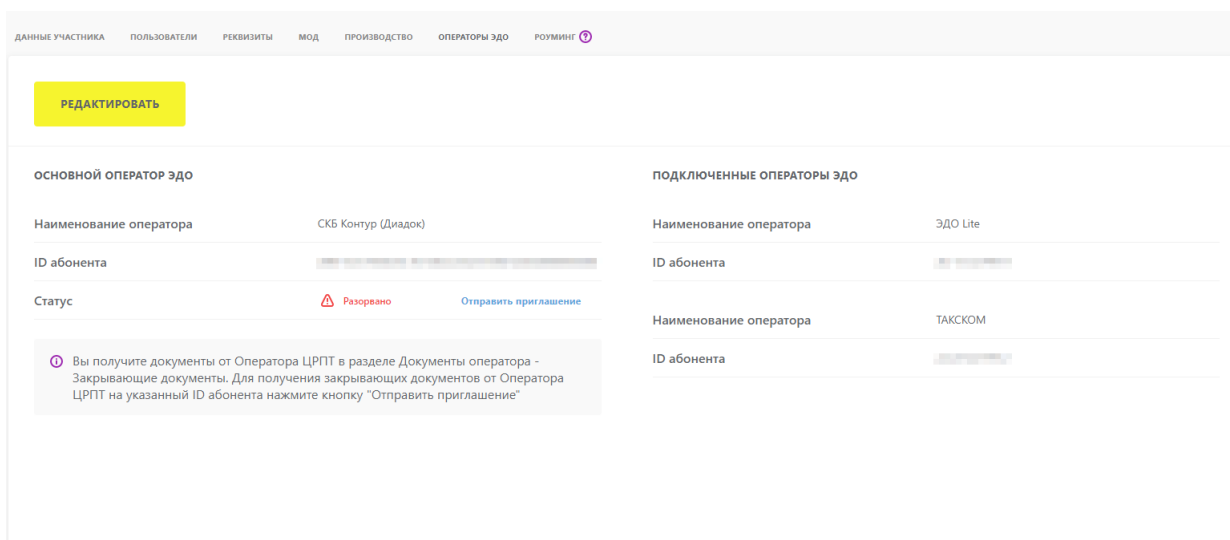 ДАННЫЕ УЧАСТНИКА ПОЛЬЗОВАТЕЛИ РЕКВИЗИТЫ МОД ПРОИЗВОДСТВО ОПЕРАТОРЫ ЭДО РОУМИНГ ?
РЕДАКТИРОВАТЬ
ОСНОВНОЙ ОПЕРАТОР ЭДО
Наименование оператора СКБ Контур (Диадок)
ID абонента
Статус Разорвано Отправить приглашение
Вы получите документы от Оператора ЦРПТ в разделе Документы оператора -
Закрывающие документы. Для получения закрывающих документов от Оператора
ЦРПТ на указанный ID абонента нажмите кнопку "Отправить приглашение"
ПОДКЛЮЧЕННЫЕ ОПЕРАТОРЫ ЭДО
Наименование оператора ЭДО Lite
ID абонента
Наименование оператора ТАКСКОМ
ID абонента